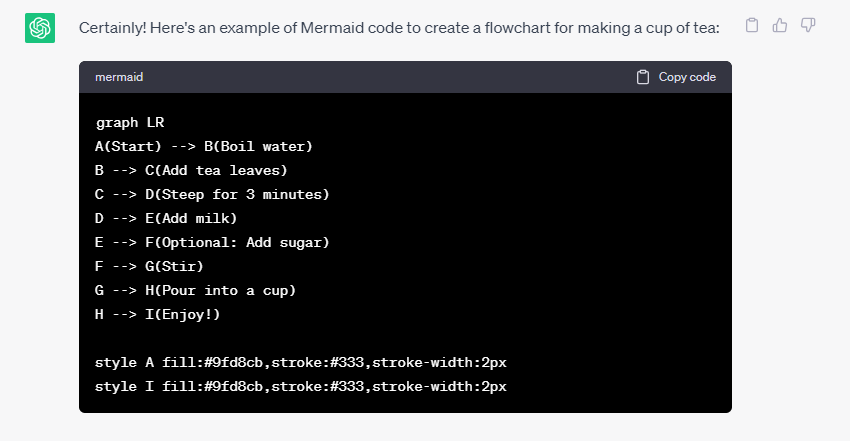 Certainly! Here's an example of Mermaid code to create a flowchart for making a cup of tea:
mermaid
Copy code
graph LR
A(Start) --> B(Boil water)
B --> C(Add tea leaves)
C --> D(Steep for 3 minutes)
D --> E(Add milk)
E --> F(Optional: Add sugar)
F --> G(Stir)
G --> H(Pour into a cup)
H --> I(Enjoy!)
style A fill:#9fd8cb,stroke:#333,stroke-width:2px
style I fill:#9fd8cb,stroke:#333,stroke-width:2px